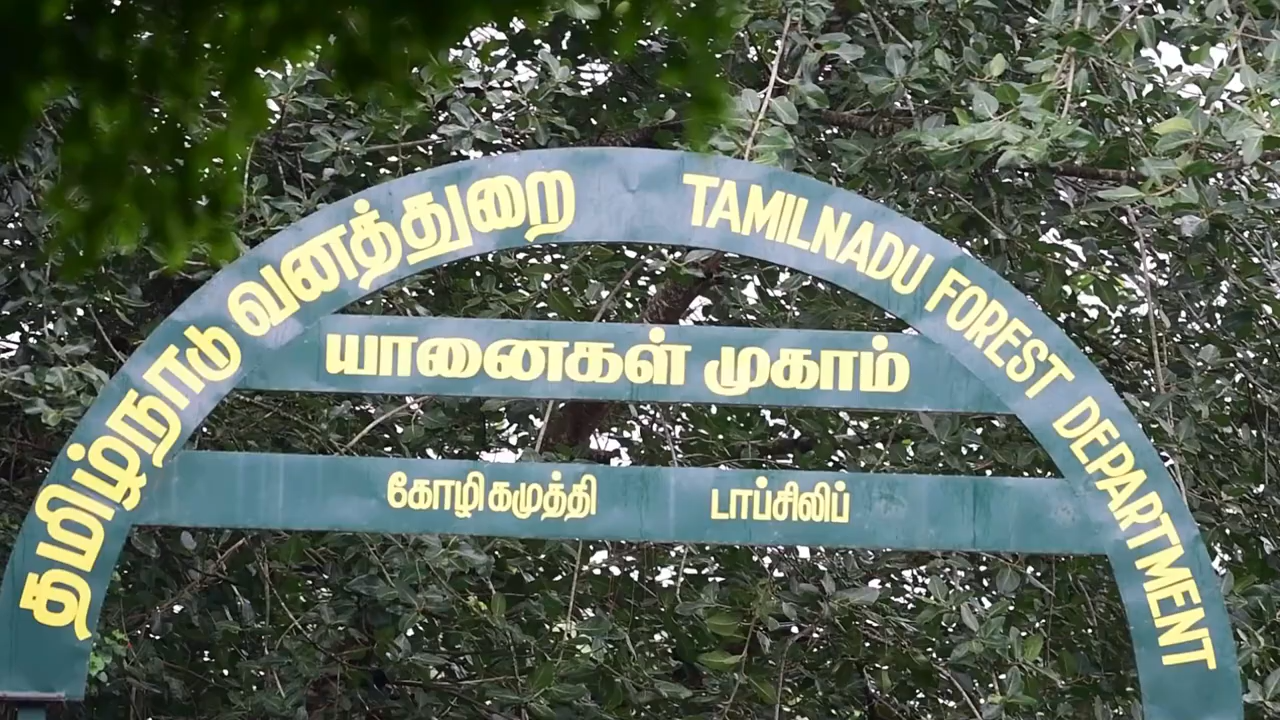 தமிழ்நாடு வனத்துறை TAMILNADU FOREST DEPARTMENT
யானைகள் முகாம்
கோழிகமுத்தி டாப்சிலிப்